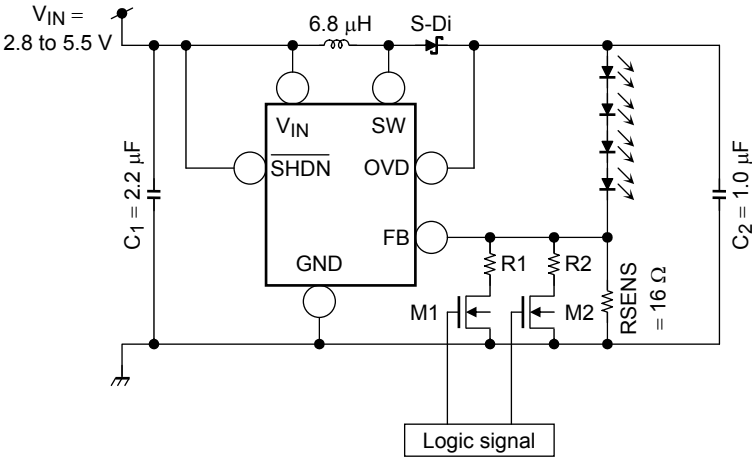 VIN =
2.8 to 5.5 V
6.8 μH
S-Di
VIN
SW
SHDN
OVD
FB
GND
C1 = 2.2 μF
C2 = 1.0 μF
R1
R2
M1
M2
RSENS
= 16 Ω
Logic signal